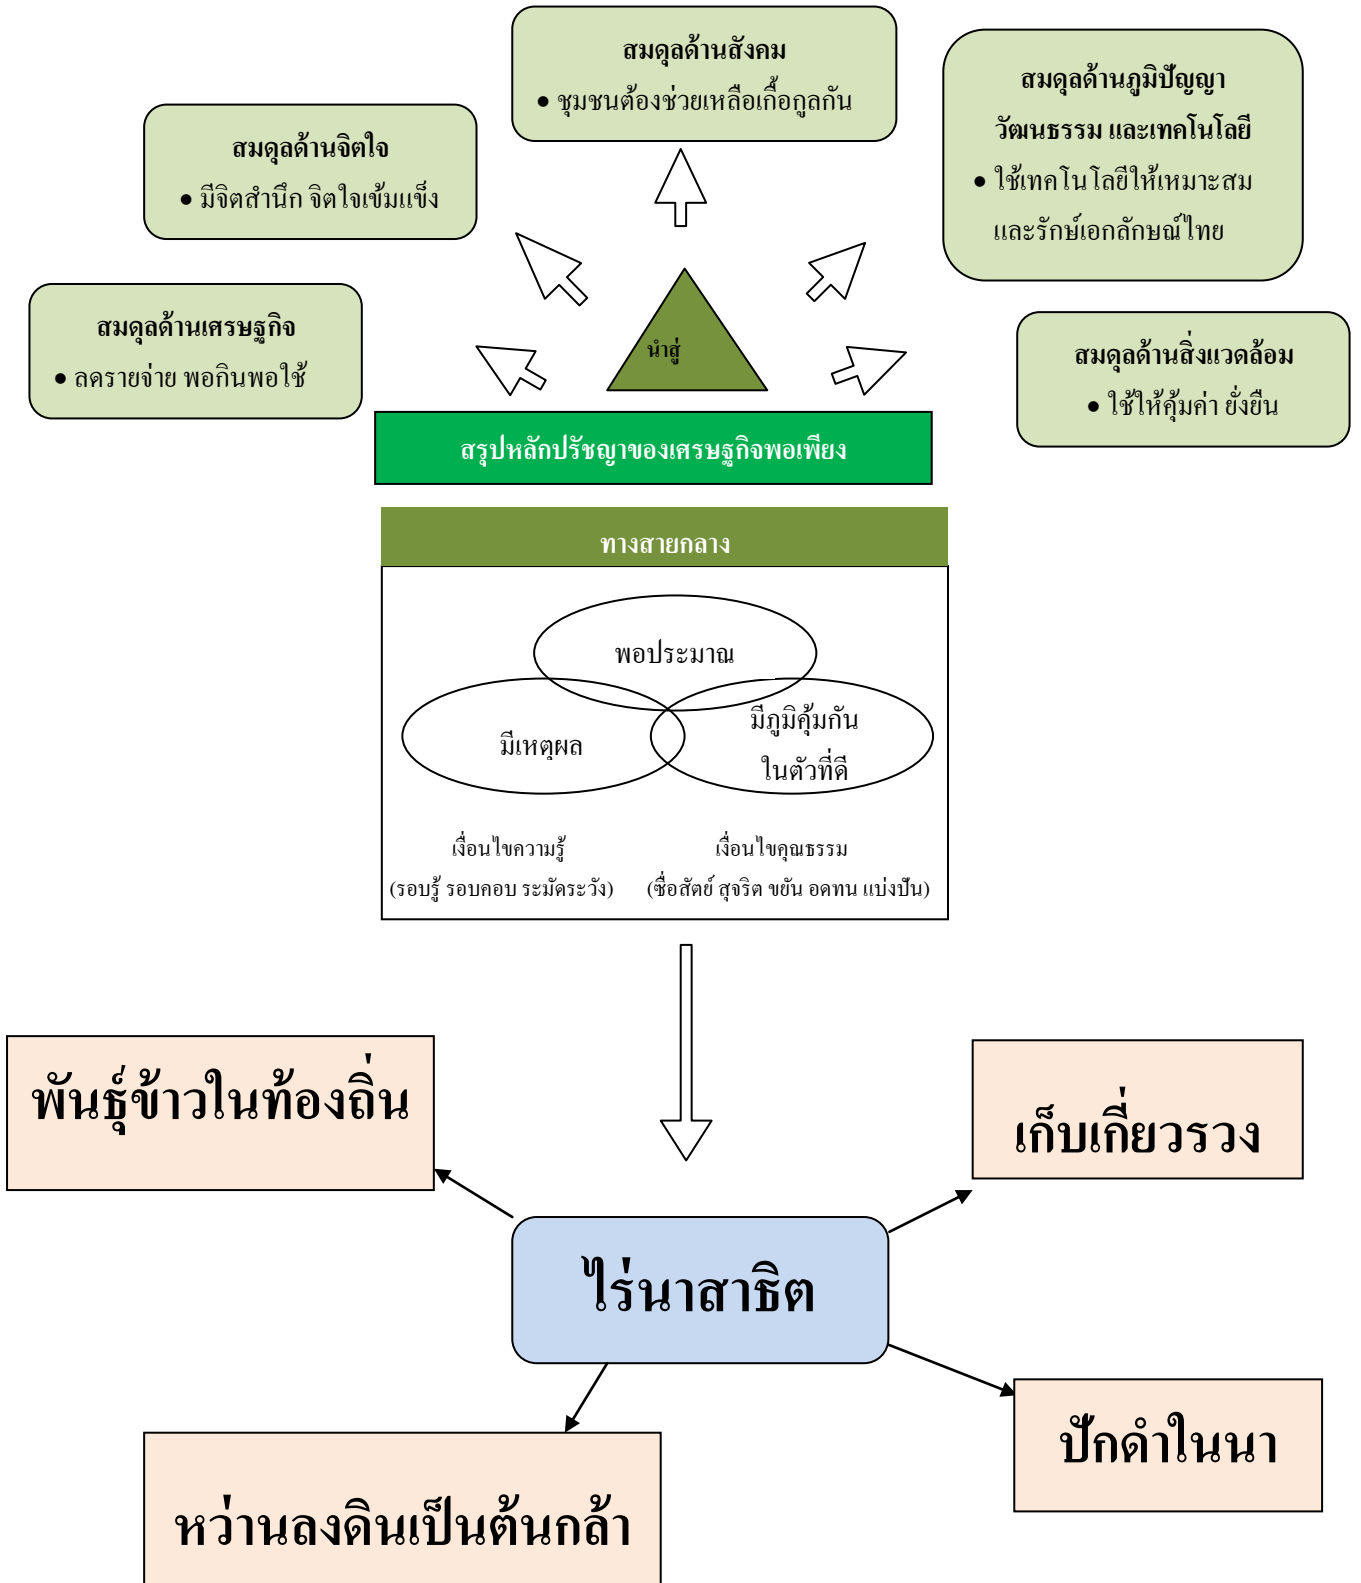 สมดุลด้านสังคม
• ชุมชนต้องช่วยเหลือเกื้อกูลกัน
สมดุลด้านภูมิปัญญา
วัฒนธรรม และเทคโนโลยี
• ใช้เทคโนโลยีให้เหมาะสม
และรักษ์เอกลักษณ์ไทย
สมดุลด้านจิตใจ
• มีจิตสำนึก จิตใจเข้มแข็ง
สมดุลด้านเศรษฐกิจ
• ลดรายจ่าย พอกินพอใช้
นำสู่
สมดุลด้านสิ่งแวดล้อม
• ใช้ให้คุ้มค่า ยั่งยืน
สรุปหลักปรัชญาของเศรษฐกิจพอเพียง
ทางสายกลาง
พอประมาณ
มีเหตุผล
มีภูมิคุ้มกัน
ในตัวที่ดี
เงื่อนไขความรู้
(รอบรู้ รอบคอบ ระมัดระวัง)
เงื่อนไขคุณธรรม
(ซื่อสัตย์ สุจริต ขยัน อดทน แบ่งปัน)
พันธุ์ข้าวในท้องถิ่น
เก็บเกี่ยวรวง
ไร่นาสาธิต
ปักดำในนา
หว่านลงดินเป็นต้นกล้า